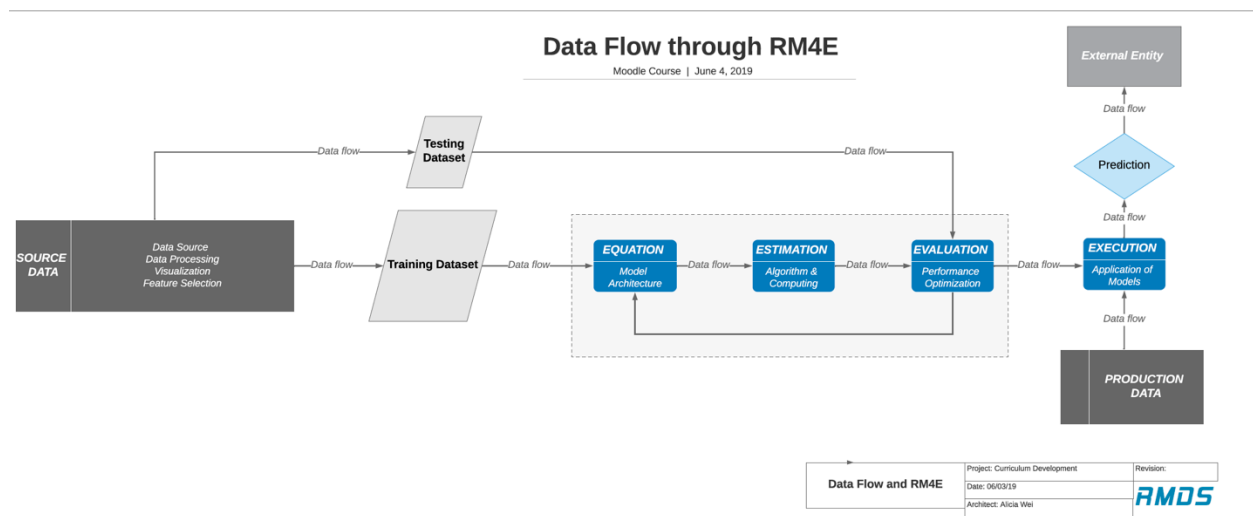 Data Flow through RM4E
Moodle Course | June 4, 2019
External Entity
Data flow
Prediction
Data flow
Testing
Dataset
Data flow
Data flow
SOURCE
DATA
Data Source
Data Processing
Visualization
Feature Selection
Data flow
Training Dataset
Data flow
EQUATION
Model
Architecture
Data flow
ESTIMATION
Algorithm &
Computing
Data flow
EVALUATION
Performance
Optimization
Data flow
EXECUTION
Application of
Models
Data flow
PRODUCTION
DATA
Data Flow and RM4E
Project: Curriculum Development
Date: 06/03/19
Architect: Alicia Wei
Revision:
RMDS